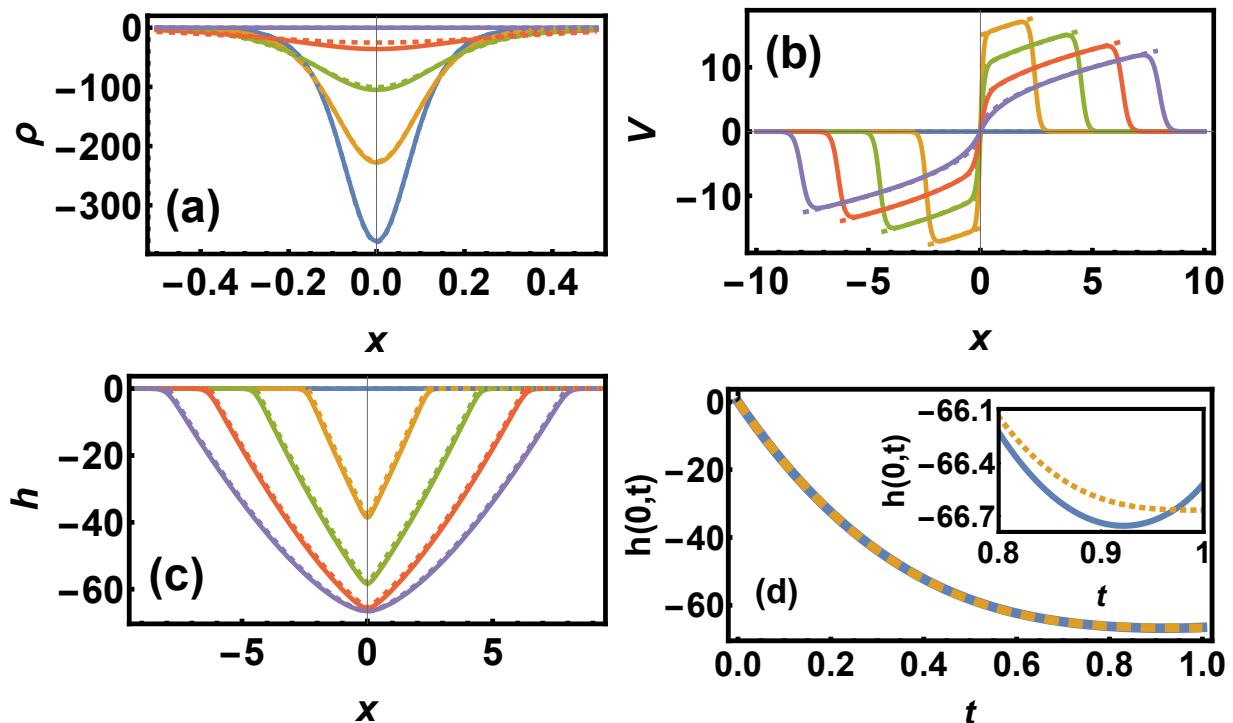 0
−100
−200
−300
ρ
(a)
−0.4 −0.2 0.0 0.2 0.4
x
10
0
−10
V
(b)
−10 −5 0 5 10
x
0
−20
−40
−60
h
(c)
−5 0 5
x
0
−20
−40
−60
h(0,t)
(d)
0.0 0.2 0.4 0.6 0.8 1.0
t
−66.1
−66.4
−66.7
h(0,t)
0.8 0.9 1
t